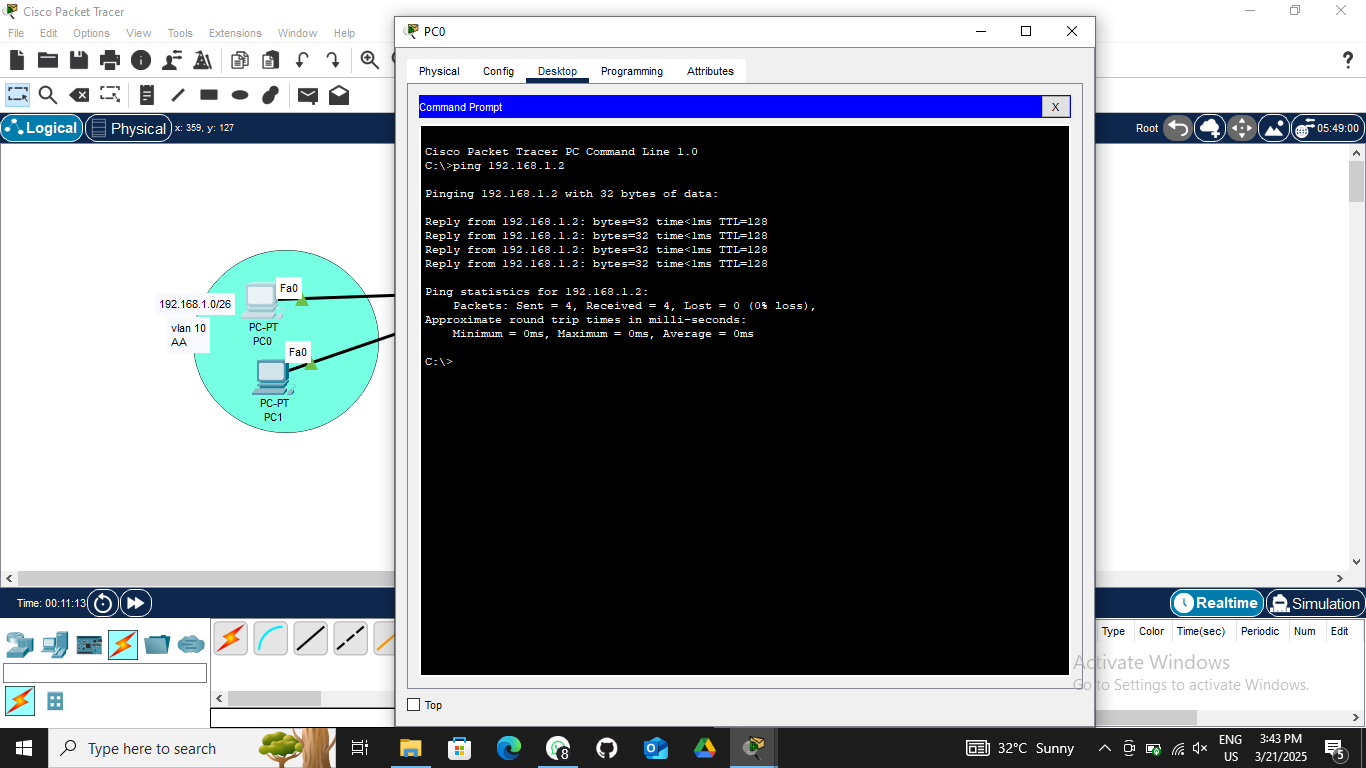 Cisco Packet Tracer
File Edit Options View Tools Extensions Window Help
Logical Physical x: 359, y: 127
Root 05:49:00
192.168.1.0/26
vlan 10
AA
Fa0
PC-PT
PC0
Fa0
PC-PT
PC1
PC0
Physical Config Desktop Programming Attributes
Command Prompt X
Cisco Packet Tracer PC Command Line 1.0
C:\>ping 192.168.1.2
Pinging 192.168.1.2 with 32 bytes of data:
Reply from 192.168.1.2: bytes=32 time<1ms TTL=128
Reply from 192.168.1.2: bytes=32 time<1ms TTL=128
Reply from 192.168.1.2: bytes=32 time<1ms TTL=128
Reply from 192.168.1.2: bytes=32 time<1ms TTL=128
Ping statistics for 192.168.1.2:
Packets: Sent = 4, Received = 4, Lost = 0 (0% loss),
Approximate round trip times in milli-seconds:
Minimum = 0ms, Maximum = 0ms, Average = 0ms
C:\>
Top
Time: 00:11:13
Realtime Simulation
Type Color Time(sec) Periodic Num Edit
Activate Windows
Go to Settings to activate Windows.
Type here to search
8
32°C Sunny
ENG
US
3:43 PM
3/21/2025
5